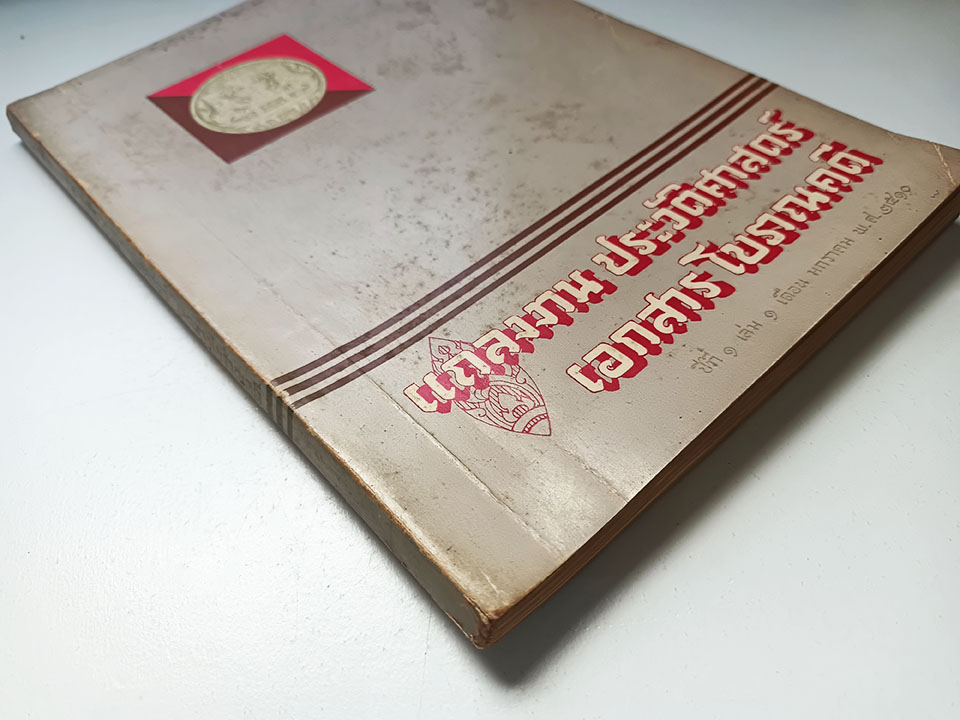 แถลงงาน ประวัติศาสตร์
เอกสาร โบราณคดี
ปีที่ ๑ เล่ม ๑ เดือน มกราคม พ.ศ. ๒๕๑๐